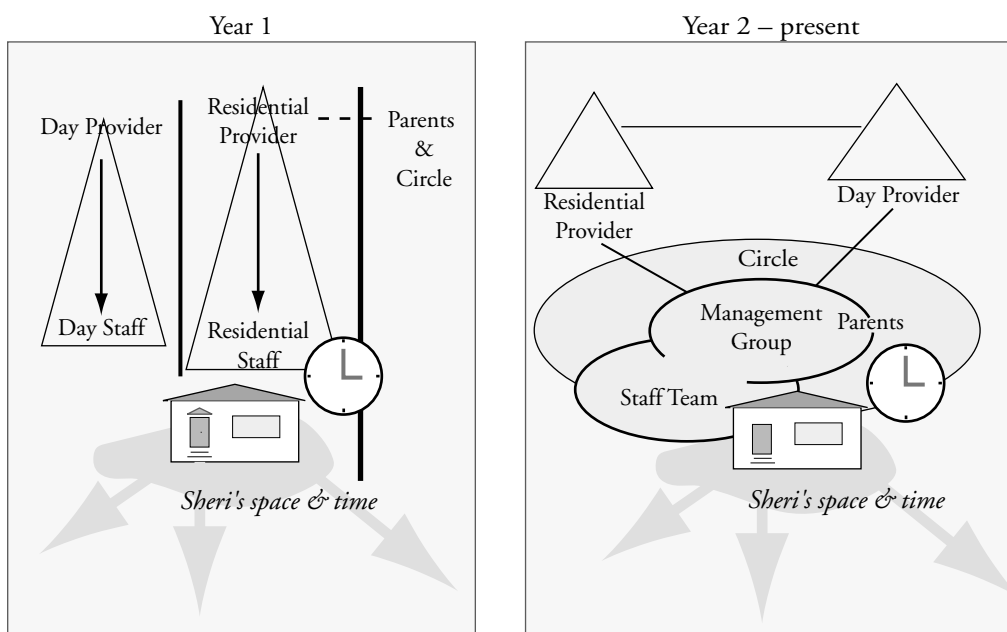 Year 1
Day Provider
Residential
Provider
Parents
&
Circle
Day Staff
Residential
Staff
Sheri's space & time
Year 2 – present
Residential
Provider
Day Provider
Circle
Management
Group
Parents
Staff Team
Sheri's space & time